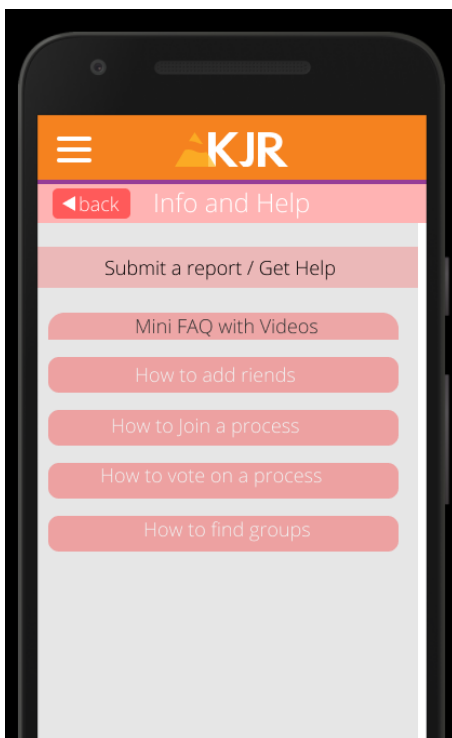 KJR
back Info and Help
Submit a report / Get Help
Mini FAQ with Videos
How to add riends
How to Join a process
How to vote on a process
How to find groups